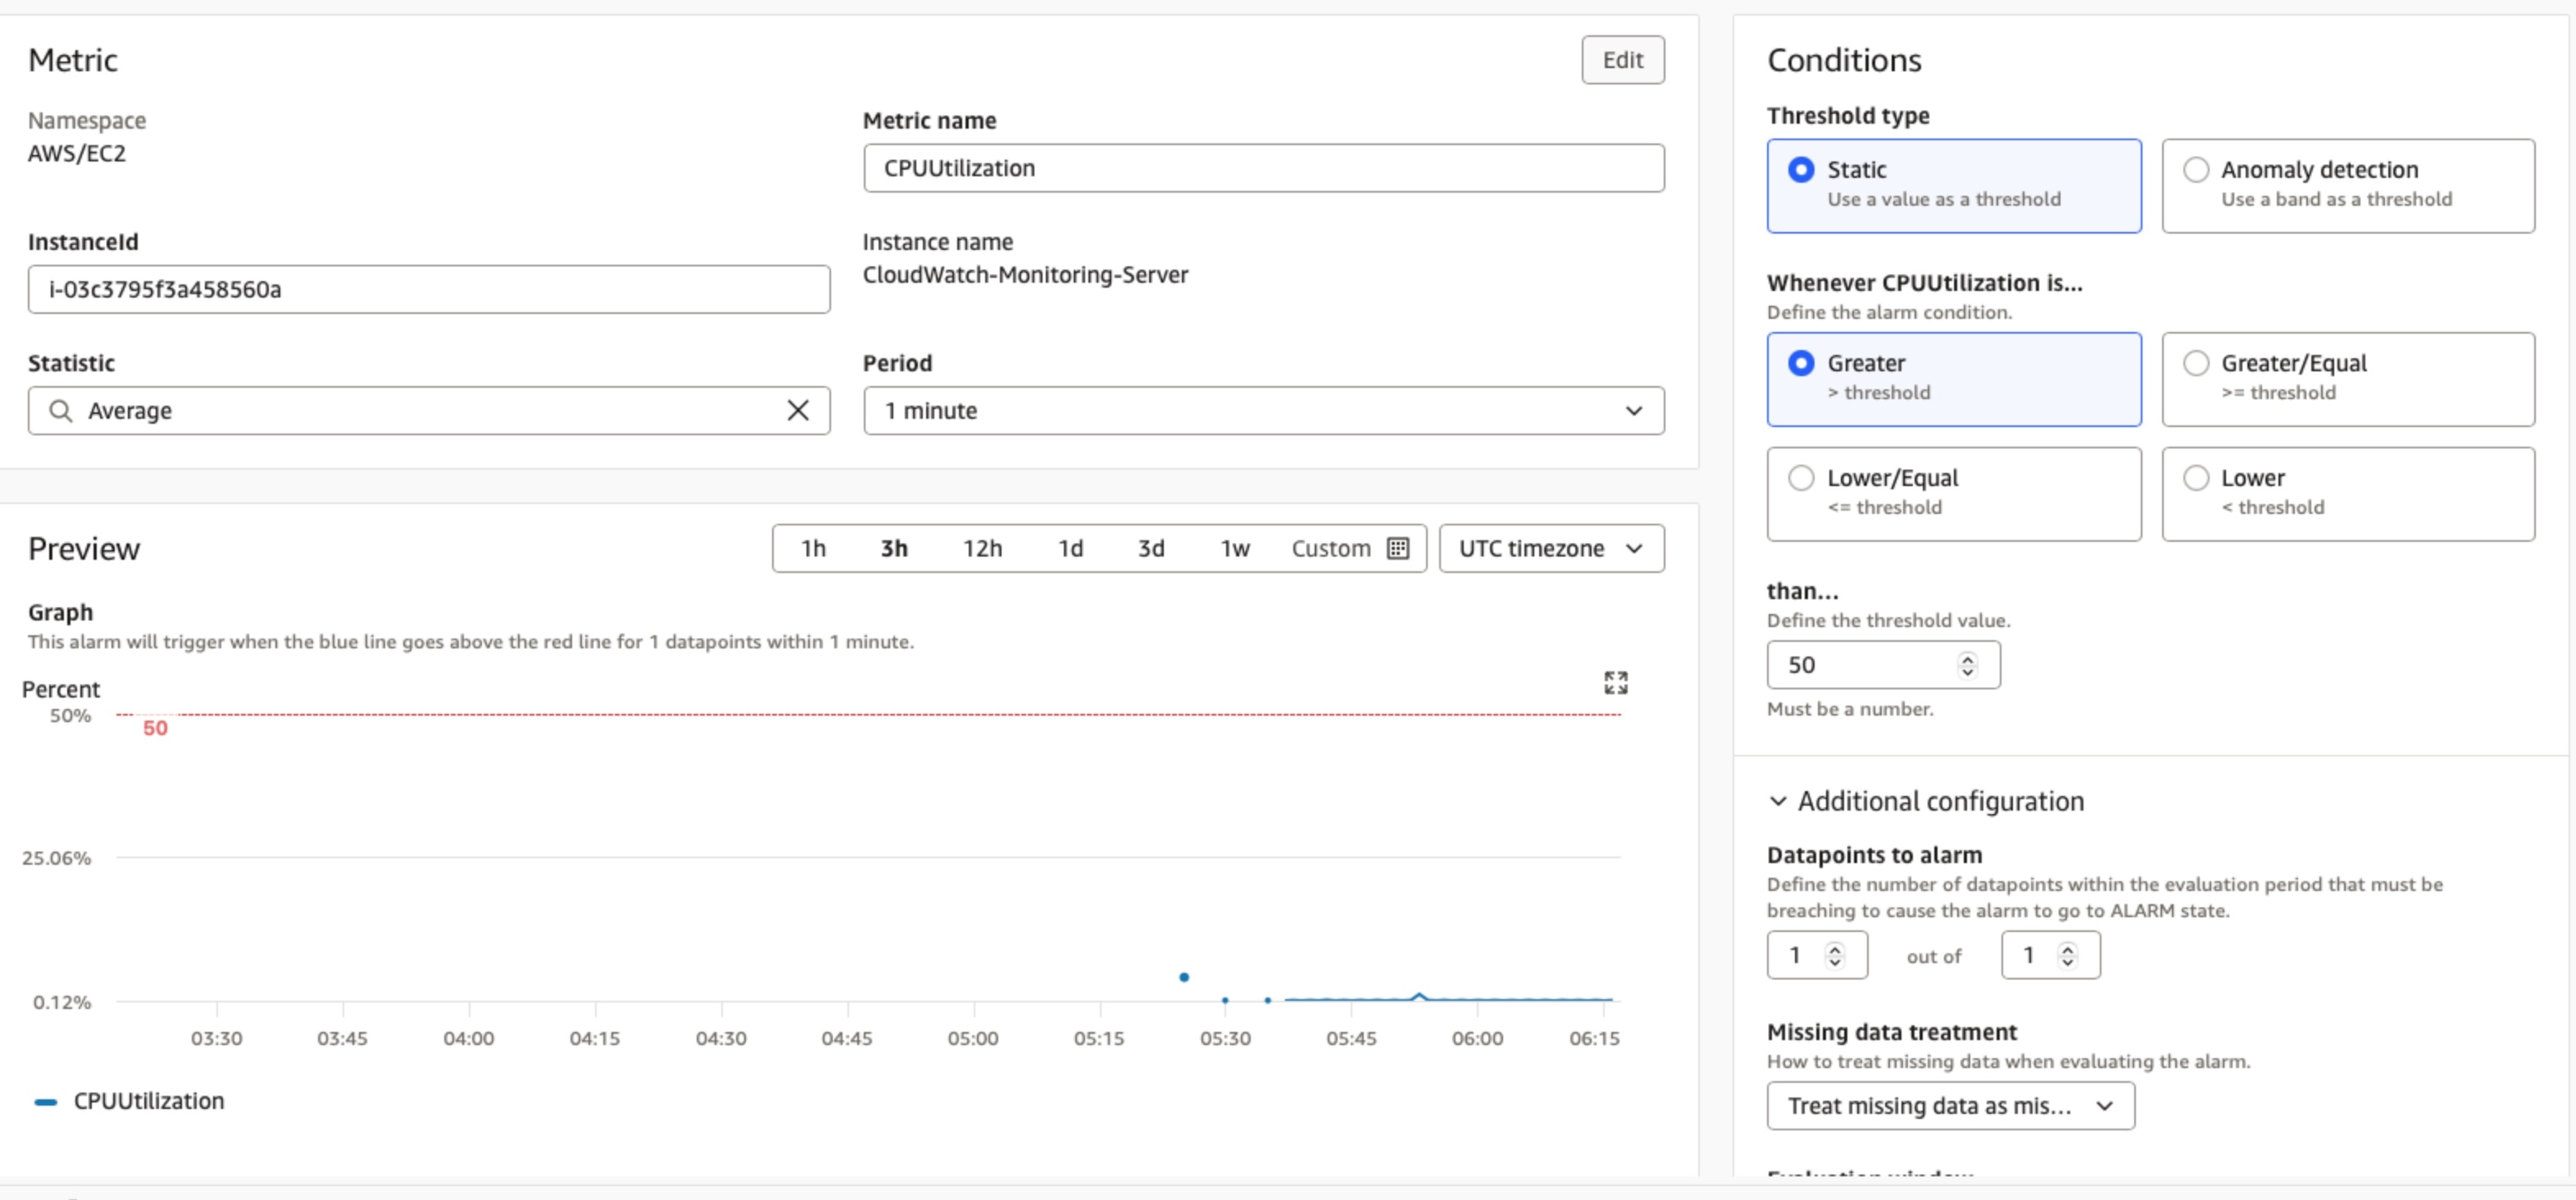 Metric
Edit
Namespace
AWS/EC2
Metric name
CPUUtilization
InstanceId
i-03c3795f3a458560a
Instance name
CloudWatch-Monitoring-Server
Statistic
Average
Period
1 minute
Preview
1h 3h 12h 1d 3d 1w Custom
UTC timezone
Graph
This alarm will trigger when the blue line goes above the red line for 1 datapoints within 1 minute.
Percent
50%
50
25.06%
0.12%
03:30 03:45 04:00 04:15 04:30 04:45 05:00 05:15 05:30 05:45 06:00 06:15
CPUUtilization
Conditions
Threshold type
Static
Use a value as a threshold
Anomaly detection
Use a band as a threshold
Whenever CPUUtilization is...
Define the alarm condition.
Greater
> threshold
Greater/Equal
>= threshold
Lower/Equal
<= threshold
Lower
< threshold
than...
Define the threshold value.
50
Must be a number.
Additional configuration
Datapoints to alarm
Define the number of datapoints within the evaluation period that must be
breaching to cause the alarm to go to ALARM state.
1 out of 1
Missing data treatment
How to treat missing data when evaluating the alarm.
Treat missing data as mis...